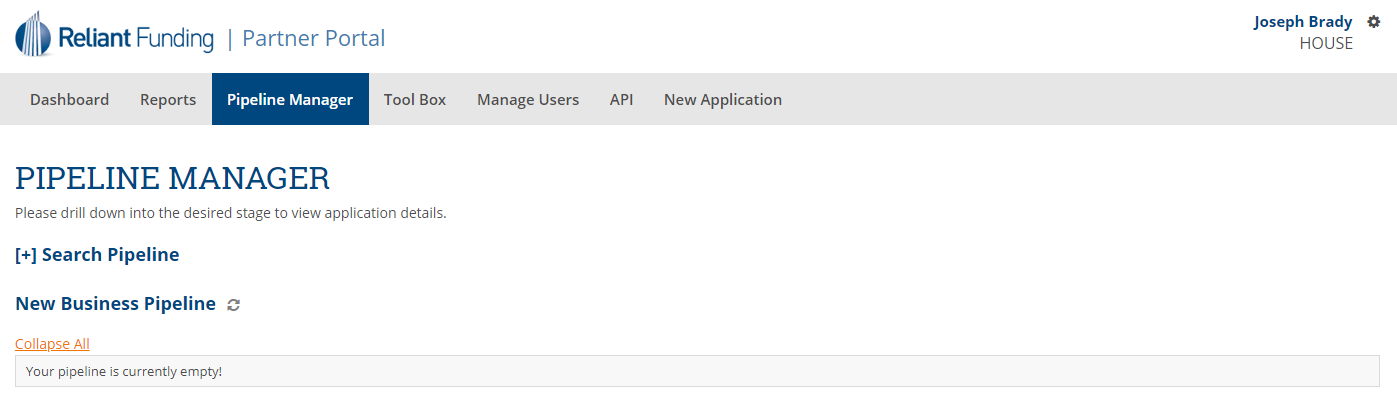 Reliant Funding | Partner Portal
Joseph Brady
HOUSE
Dashboard Reports Pipeline Manager Tool Box Manage Users API New Application
PIPELINE MANAGER
Please drill down into the desired stage to view application details.
[+] Search Pipeline
New Business Pipeline
Collapse All
Your pipeline is currently empty!